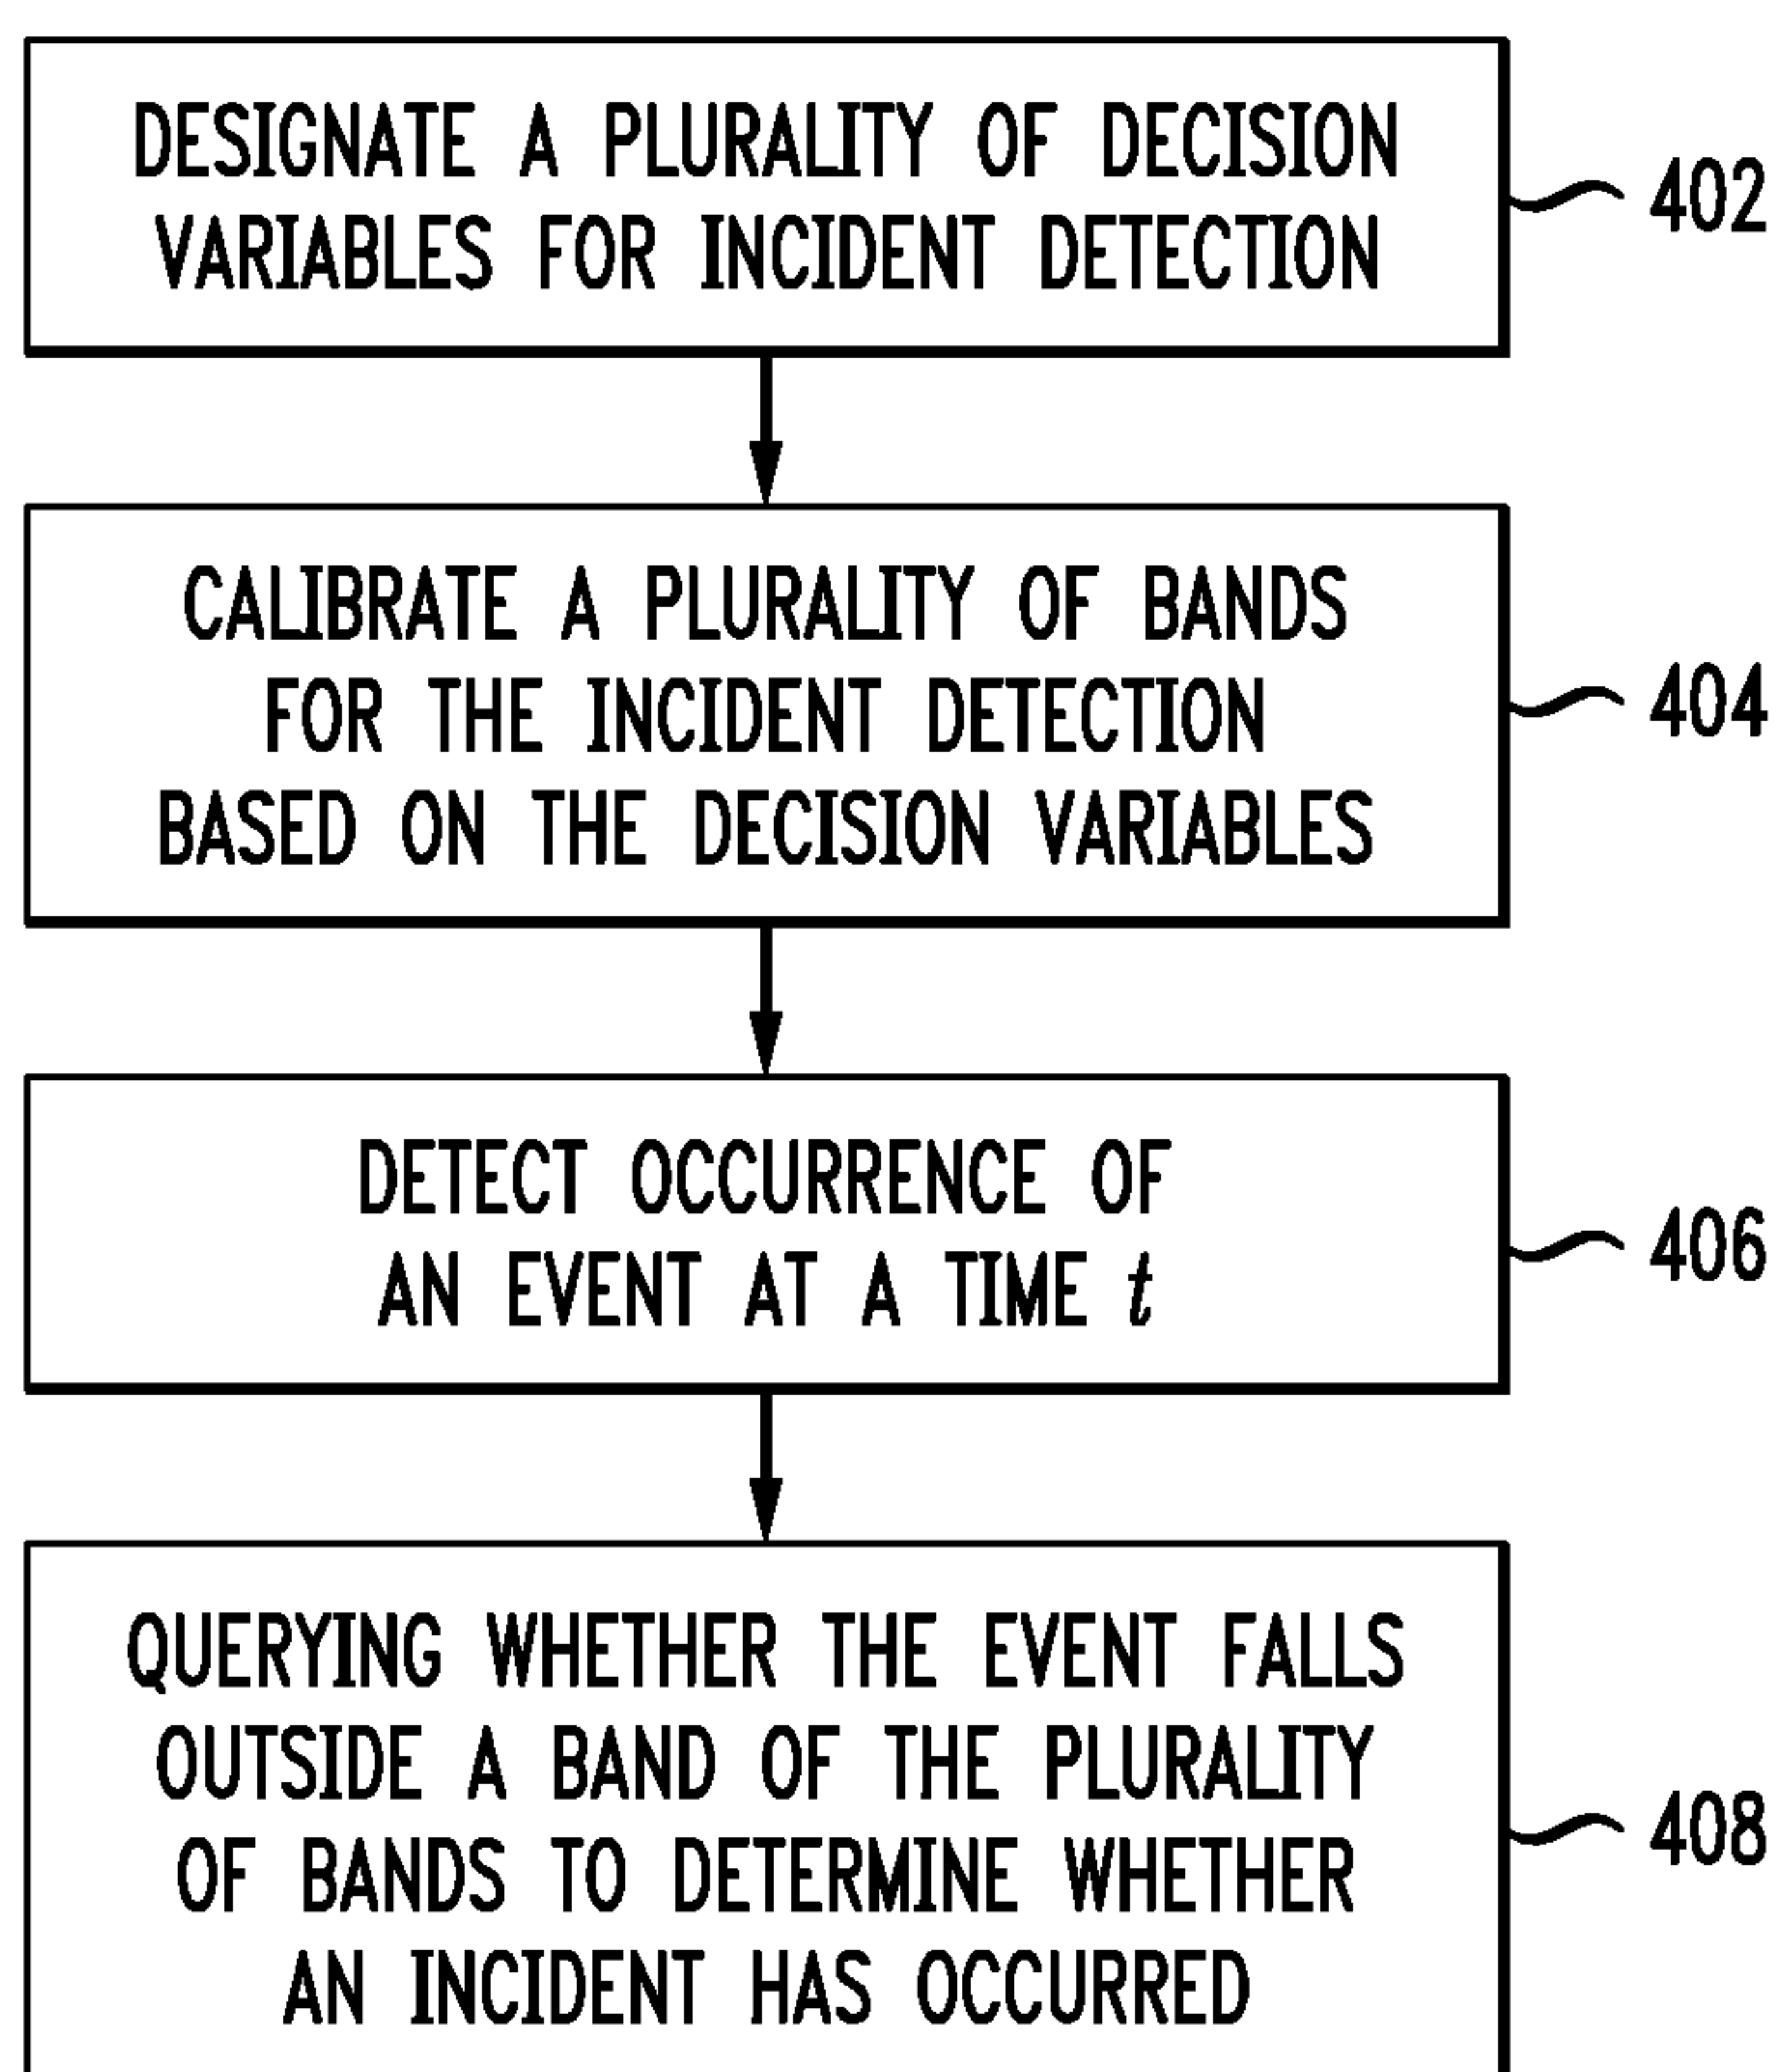 DESIGNATE A PLURALITY OF DECISION
VARIABLES FOR INCIDENT DETECTION
402
CALIBRATE A PLURALITY OF BANDS
FOR THE INCIDENT DETECTION
BASED ON THE DECISION VARIABLES
404
DETECT OCCURRENCE OF
AN EVENT AT A TIME t
406
QUERYING WHETHER THE EVENT FALLS
OUTSIDE A BAND OF THE PLURALITY
OF BANDS TO DETERMINE WHETHER
AN INCIDENT HAS OCCURRED
408